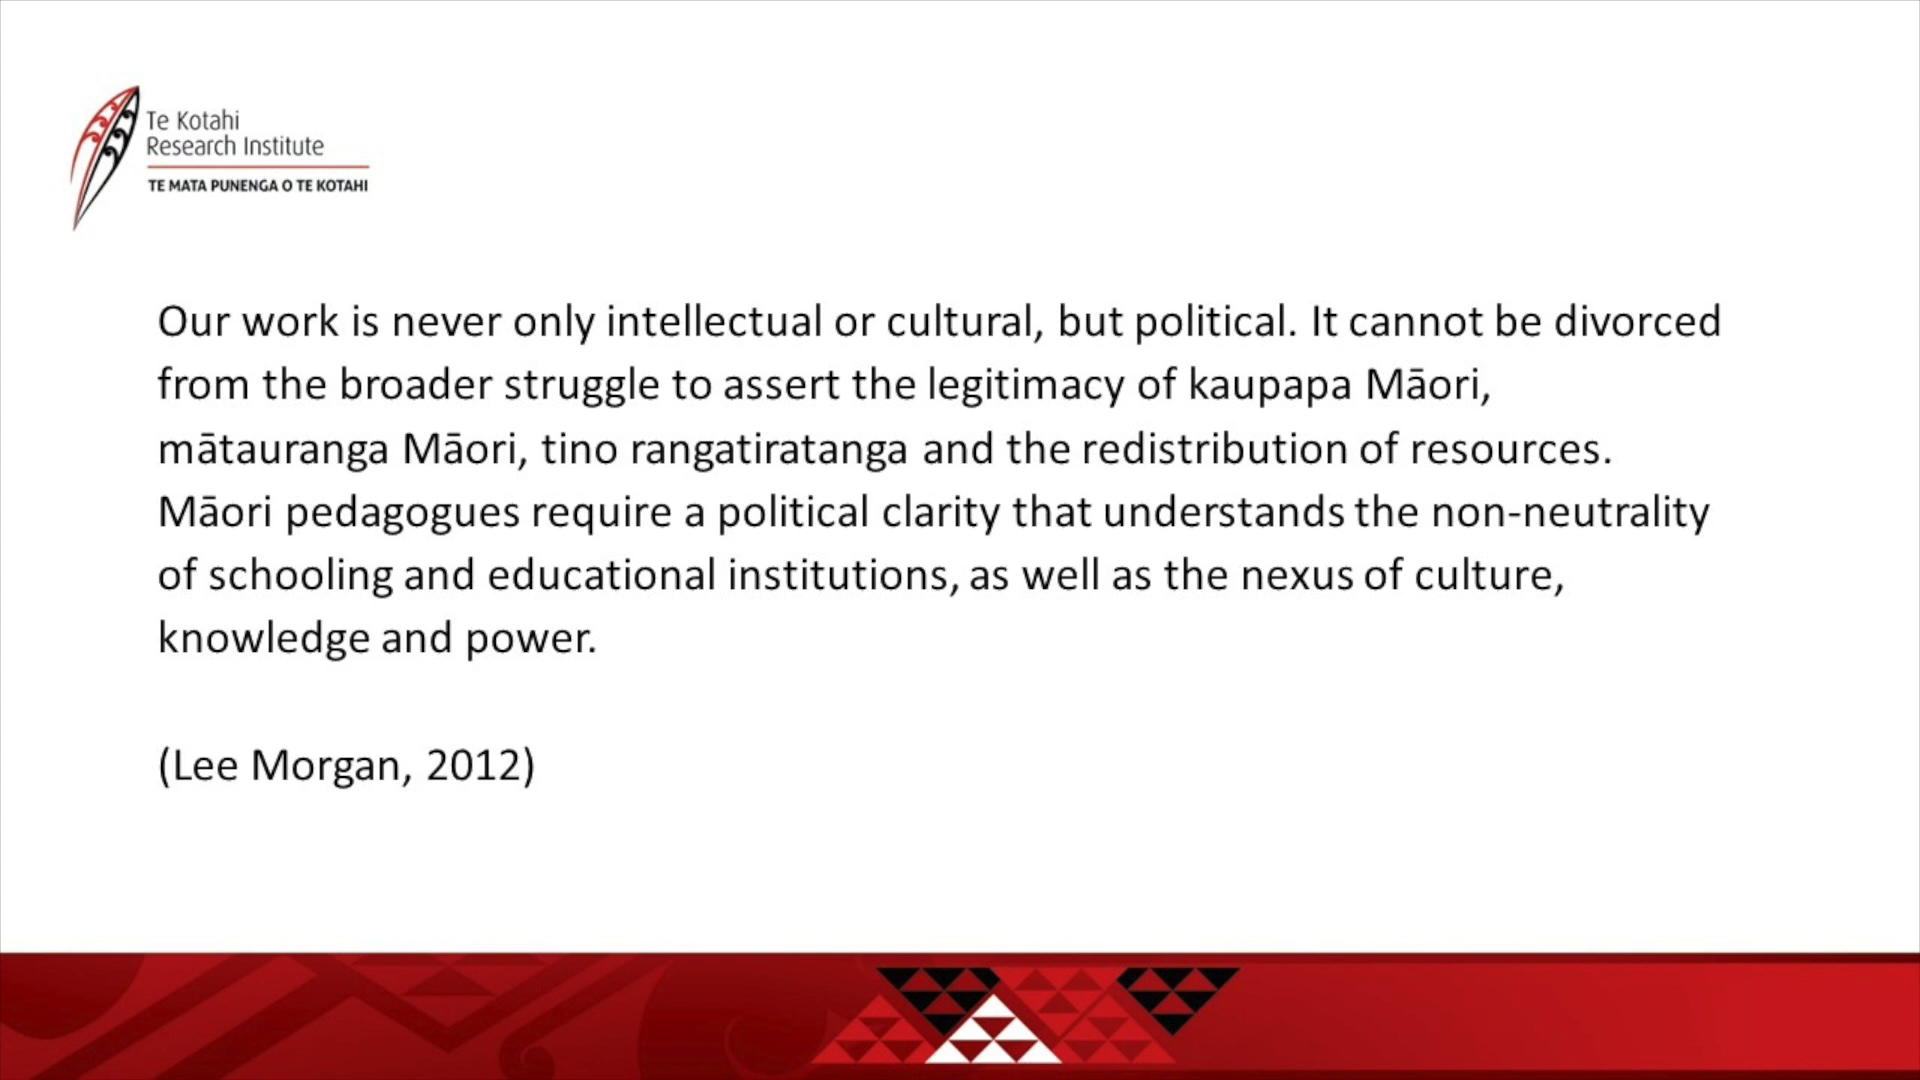 Te Kotahi
Research Institute
TE MATA PUNENGA O TE KOTAHI
Our work is never only intellectual or cultural, but political. It cannot be divorced
from the broader struggle to assert the legitimacy of kaupapa Māori,
mātauranga Māori, tino rangatiratanga and the redistribution of resources.
Māori pedagogues require a political clarity that understands the non-neutrality
of schooling and educational institutions, as well as the nexus of culture,
knowledge and power.
(Lee Morgan, 2012)